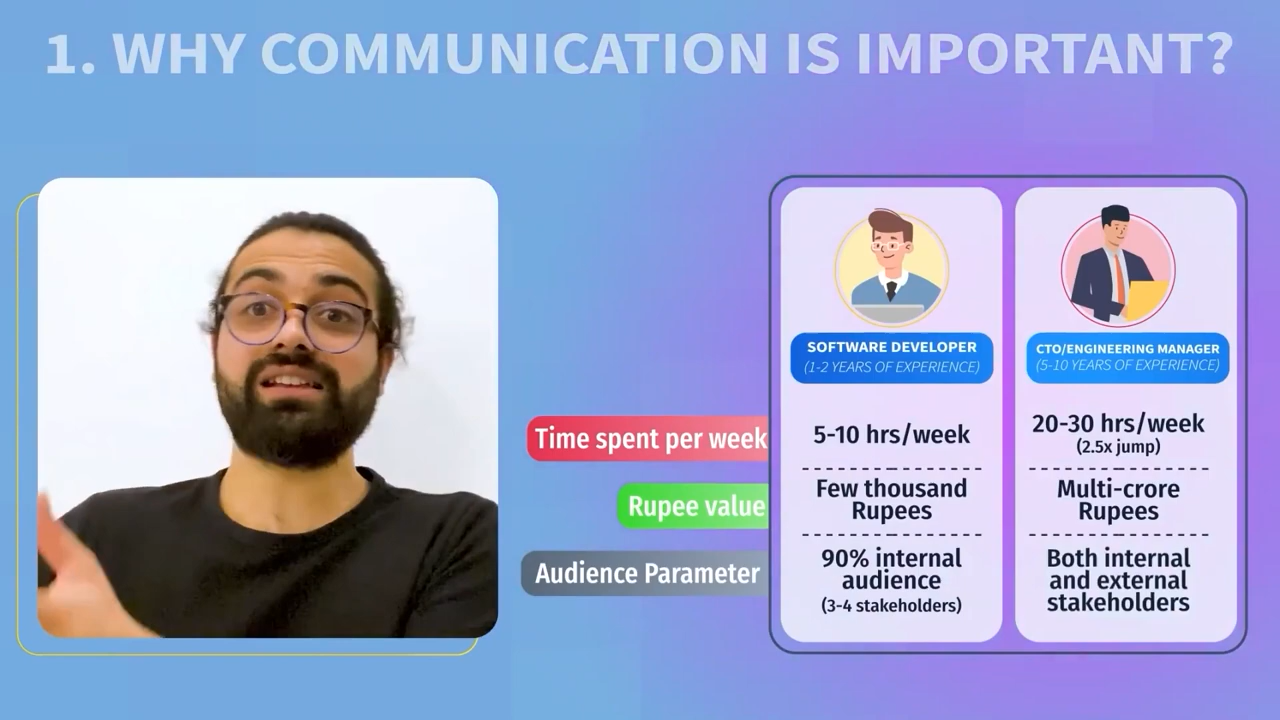 1. WHY COMMUNICATION IS IMPORTANT?
SOFTWARE DEVELOPER
(1-2 YEARS OF EXPERIENCE)
CTO/ENGINEERING MANAGER
(5-10 YEARS OF EXPERIENCE)
Time spent per week
5-10 hrs/week
20-30 hrs/week
(2.5x jump)
Rupee value
Few thousand
Rupees
Multi-crore
Rupees
Audience Parameter
90% internal
audience
(3-4 stakeholders)
Both internal
and external
stakeholders